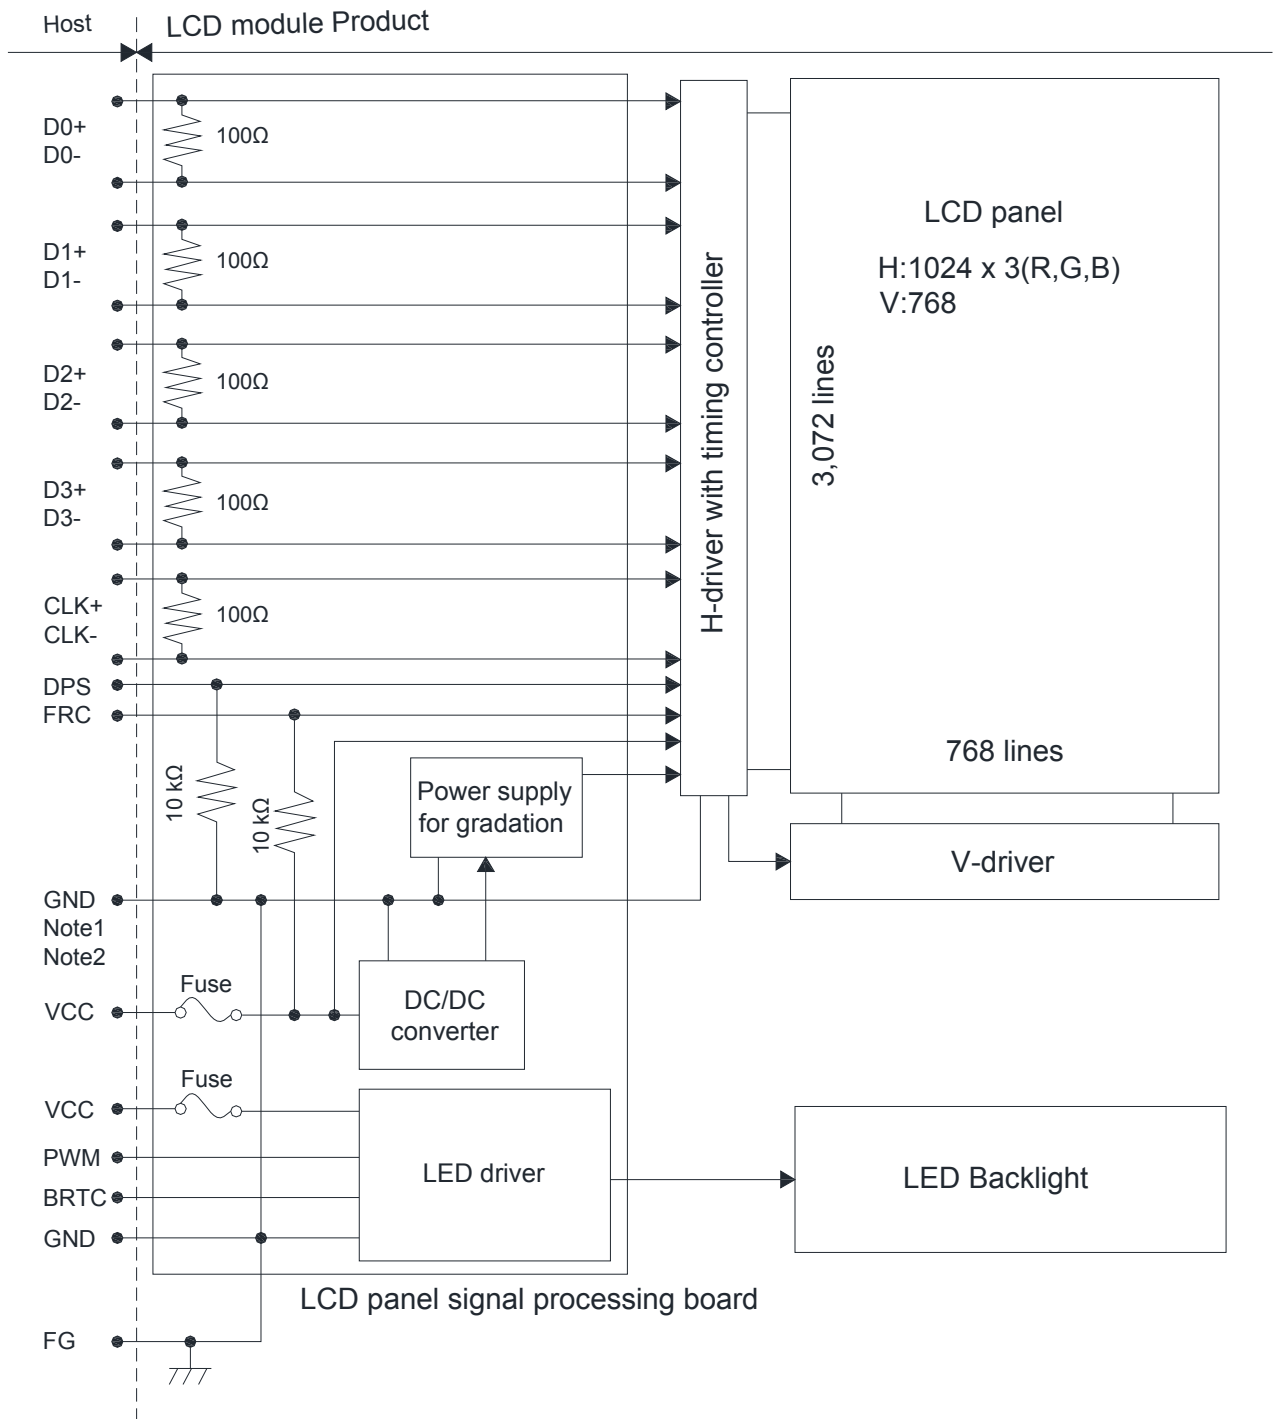 Host
LCD module Product
D0+
D0-
100Ω
D1+
D1-
100Ω
D2+
D2-
100Ω
D3+
D3-
100Ω
CLK+
CLK-
100Ω
DPS
FRC
10 kΩ
10 kΩ
Power supply
for gradation
H-driver with timing controller
LCD panel
H:1024 x 3(R,G,B)
V:768
3,072 lines
768 lines
V-driver
GND
Note1
Note2
VCC
Fuse
DC/DC
converter
VCC
Fuse
PWM
BRTC
GND
LED driver
LED Backlight
LCD panel signal processing board
FG